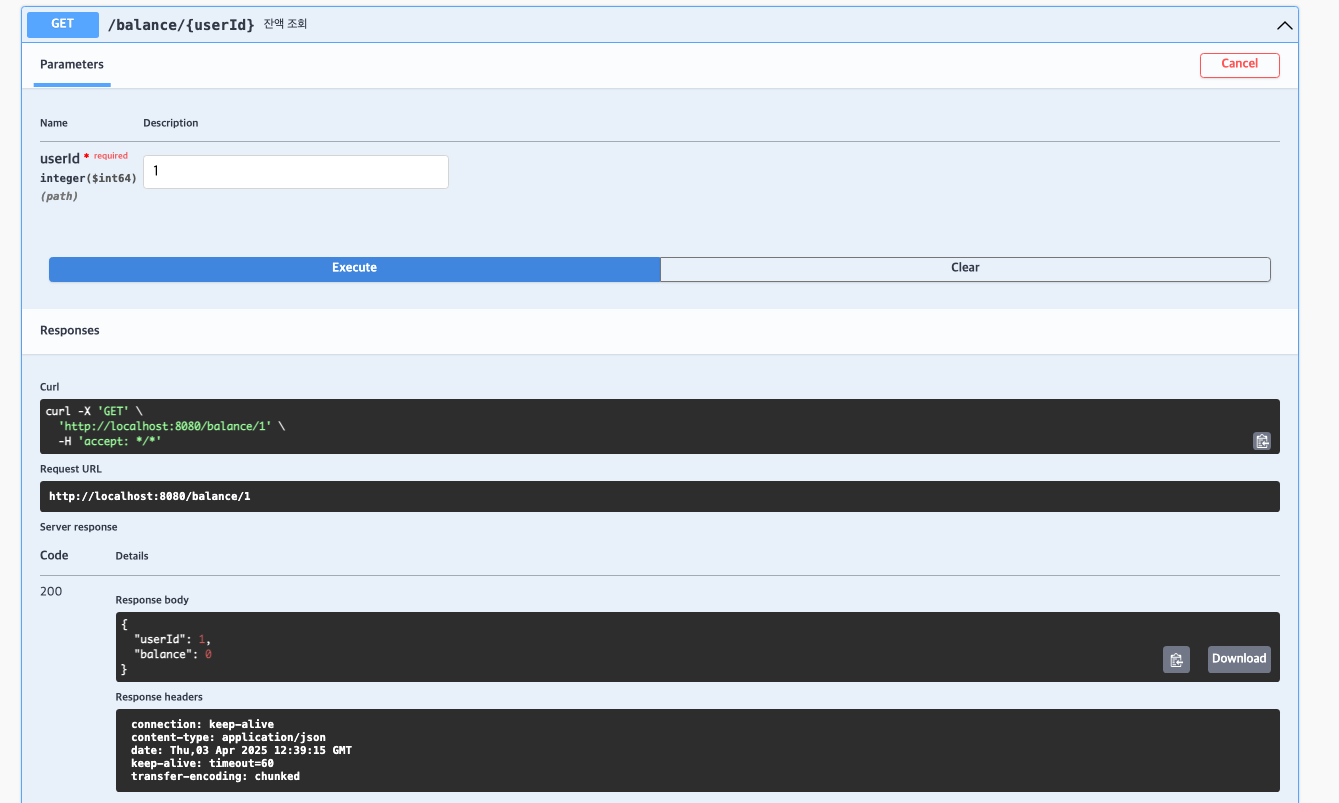 GET /balance/{userId} 잔액 조회
Parameters
Cancel
Name Description
userId * required
integer($int64)
(path)
1
Execute Clear
Responses
Curl
curl -X 'GET' \
'http://localhost:8080/balance/1' \
-H 'accept: */*'
Request URL
http://localhost:8080/balance/1
Server response
Code Details
200
Response body
{
"userId": 1,
"balance": 0
}
Download
Response headers
connection: keep-alive
content-type: application/json
date: Thu,03 Apr 2025 12:39:15 GMT
keep-alive: timeout=60
transfer-encoding: chunked